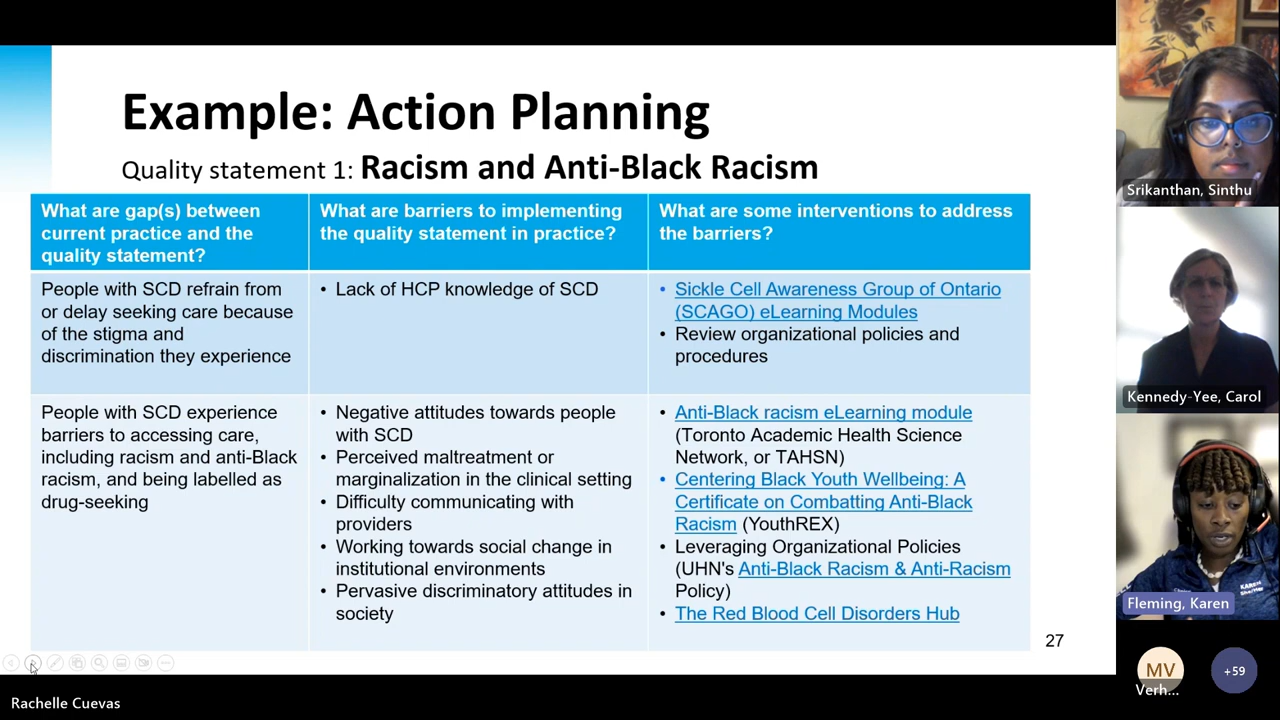 Example: Action Planning
Quality statement 1: Racism and Anti-Black Racism
What are gap(s) between
current practice and the
quality statement?
What are barriers to implementing
the quality statement in practice?
What are some interventions to address
the barriers?
People with SCD refrain from
or delay seeking care because
of the stigma and
discrimination they experience
• Lack of HCP knowledge of SCD
• Sickle Cell Awareness Group of Ontario
(SCAGO) eLearning Modules
• Review organizational policies and
procedures
People with SCD experience
barriers to accessing care,
including racism and anti-Black
racism, and being labelled as
drug-seeking
• Negative attitudes towards people
with SCD
• Perceived maltreatment or
marginalization in the clinical setting
• Difficulty communicating with
providers
• Working towards social change in
institutional environments
• Pervasive discriminatory attitudes in
society
• Anti-Black racism eLearning module
(Toronto Academic Health Science
Network, or TAHSN)
• Centering Black Youth Wellbeing: A
Certificate on Combatting Anti-Black
Racism (YouthREX)
• Leveraging Organizational Policies
(UHN's Anti-Black Racism & Anti-Racism
Policy)
• The Red Blood Cell Disorders Hub
27
Rachelle Cuevas
Srikanthan, Sinthu
Kennedy-Yee, Carol
KAREN
Fleming, Karen
MV
Verh...
+59